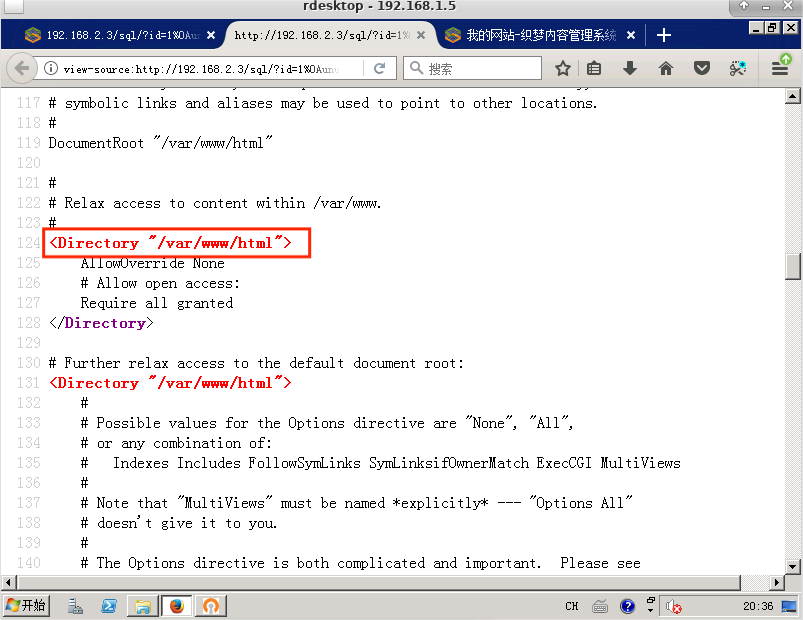 rdesktop - 192.168.1.5
192.168.2.3/sql/?id=1%0Au
http://192.168.2.3/sql/?id=1%
我的网站-织梦内容管理系统
view-source:http://192.168.2.3/sql/?id=1%0Aunu
搜索
117 # symbolic links and aliases may be used to point to other locations.
118 #
119 DocumentRoot "/var/www/html"
120
121 #
122 # Relax access to content within /var/www.
123 #
124 <Directory "/var/www/html">
125 AllowOverride None
126 # Allow open access:
127 Require all granted
128 </Directory>
129
130 # Further relax access to the default document root:
131 <Directory "/var/www/html">
132 #
133 # Possible values for the Options directive are "None", "All",
134 # or any combination of:
135 # Indexes Includes FollowSymLinks SymLinksifOwnerMatch ExecCGI MultiViews
136 #
137 # Note that "MultiViews" must be named *explicitly* --- "Options All"
138 # doesn't give it to you.
139 #
140 # The Options directive is both complicated and important. Please see
开始
CH
20:36